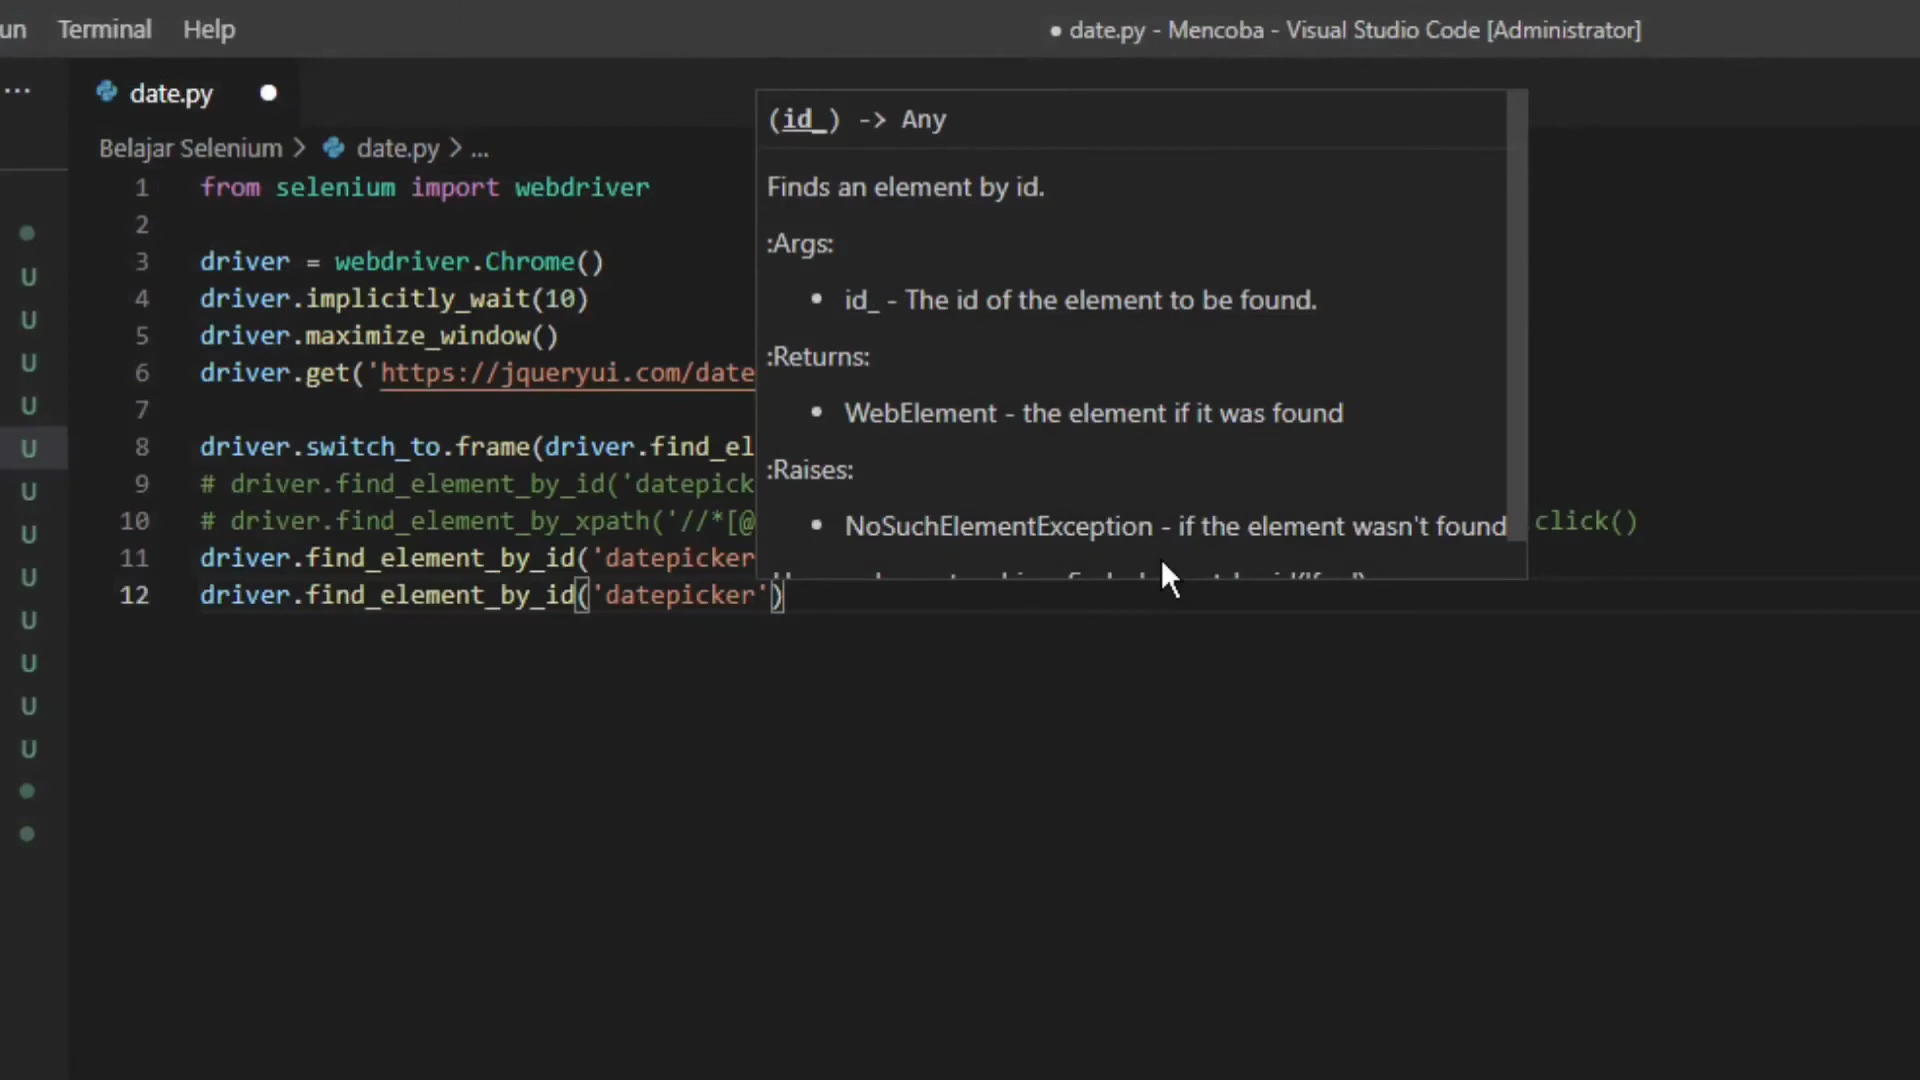 Terminal Help
● date.py - Mencoba - Visual Studio Code [Administrator]
... date.py ●
Belajar Selenium > date.py > ...
1 from selenium import webdriver
2
3 driver = webdriver.Chrome()
4 driver.implicitly_wait(10)
5 driver.maximize_window()
6 driver.get('https://jqueryui.com/date
7
8 driver.switch_to.frame(driver.find_el
9 # driver.find_element_by_id('datepick
10 # driver.find_element_by_xpath('//*[@ click()
11 driver.find_element_by_id('datepicker
12 driver.find_element_by_id('datepicker')
(id_) -> Any
Finds an element by id.
:Args:
• id_ - The id of the element to be found.
:Returns:
• WebElement - the element if it was found
:Raises:
• NoSuchElementException - if the element wasn't found
U
U
U
U
U
U
U
U
U
U
U
U